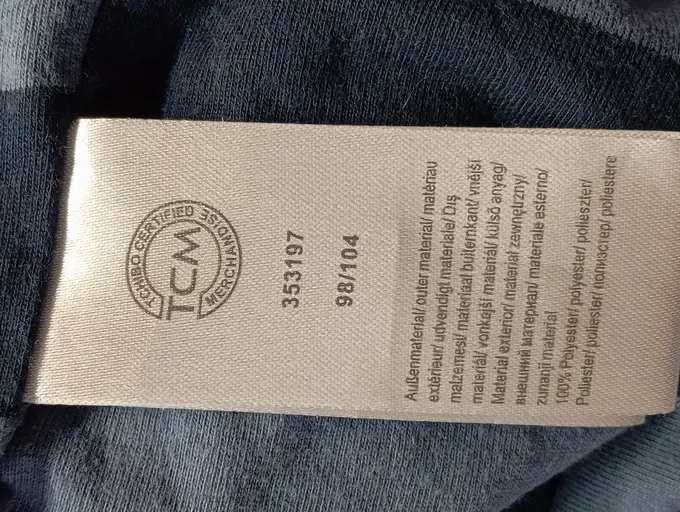 TCHIBO CERTIFIED
TCM
MERCHANDISE
353197
98/104
Außenmaterial/ outer material/ matériau
extérieur/ udvendigt materiale/ Dış
malzemesi/ materiaal buitenkant/ vnější
materiál/ vonkajší materiál/ külső anyag/
Material exterior/ materiał zewnętrzny/
внешний материал/ materiale esterno/
zunanji material
100% Polyester/ polyester/ poliészter/
Poliester/ poliester/ полиэстер/ poliestere